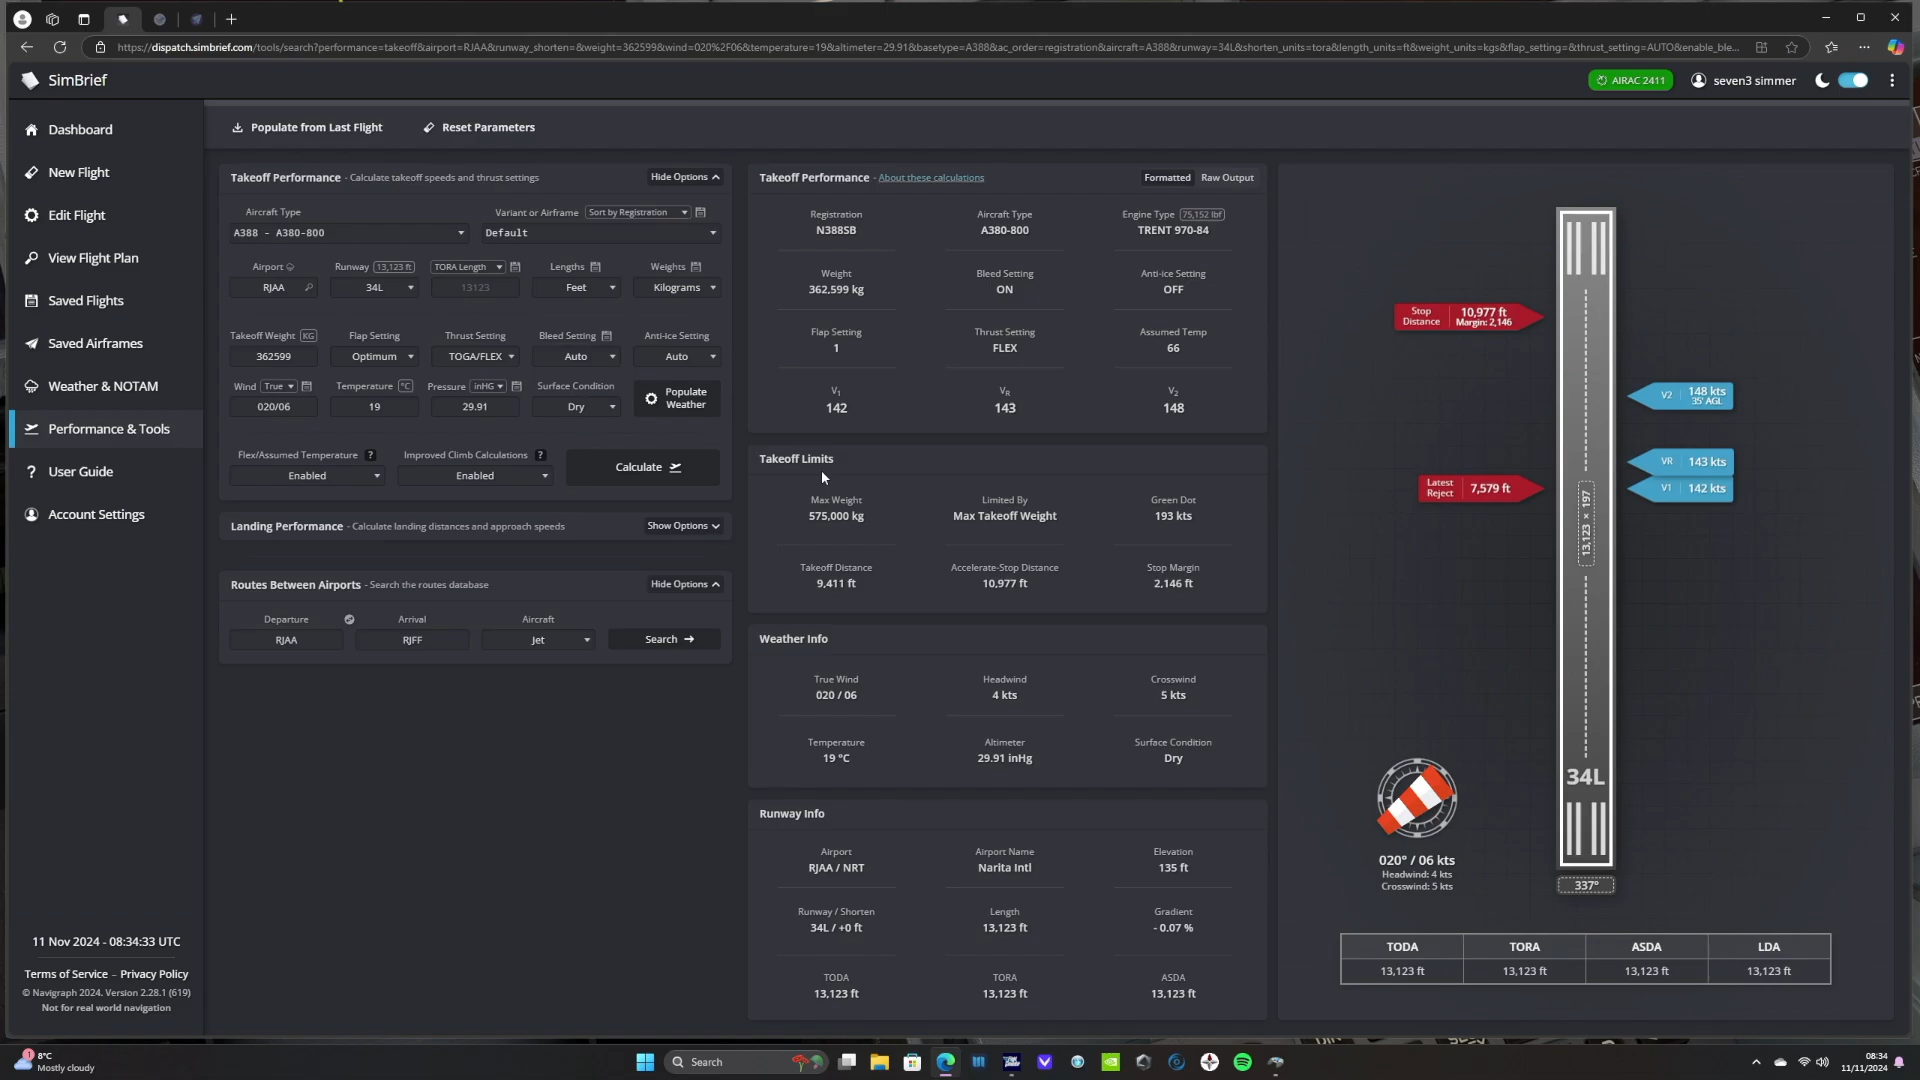 https://dispatch.simbrief.com/tools/search?performance=takeoff&airport=RJAA&runway_shorten=&weight=362599&wind=020%2F06&temperature=19&altimeter=29.91&basetype=A388&ac_order=registration&aircraft=A388&runway=34L&shorten_units=tora&length_units=ft&weight_units=kgs&flap_setting=&thrust_setting=AUTO&enable_ble...
SimBrief
AIRAC 2411
seven3 simmer
Dashboard
New Flight
Edit Flight
View Flight Plan
Saved Flights
Saved Airframes
Weather & NOTAM
Performance & Tools
? User Guide
Account Settings
11 Nov 2024 - 08:34:33 UTC
Terms of Service – Privacy Policy
© Navigraph 2024. Version 2.28.1 (619)
Not for real world navigation
Populate from Last Flight Reset Parameters
Takeoff Performance - Calculate takeoff speeds and thrust settings Hide Options
Aircraft Type Variant or Airframe Sort by Registration
A388 - A380-800 Default
Airport Runway 13,123 ft TORA Length Lengths Weights
RJAA 34L 13123 Feet Kilograms
Takeoff Weight KG Flap Setting Thrust Setting Bleed Setting Anti-ice Setting
362599 Optimum TOGA/FLEX Auto Auto
Wind True Temperature °C Pressure inHG Surface Condition
020/06 19 29.91 Dry
Populate
Weather
Flex/Assumed Temperature ? Improved Climb Calculations ?
Enabled Enabled
Calculate
Landing Performance - Calculate landing distances and approach speeds Show Options
Routes Between Airports - Search the routes database Hide Options
Departure Arrival Aircraft
RJAA RJFF Jet Search
Takeoff Performance - About these calculations Formatted Raw Output
Registration Aircraft Type Engine Type 75,152 lbf
N388SB A380-800 TRENT 970-84
Weight Bleed Setting Anti-ice Setting
362,599 kg ON OFF
Flap Setting Thrust Setting Assumed Temp
1 FLEX 66
V1 VR V2
142 143 148
Takeoff Limits
Max Weight Limited By Green Dot
575,000 kg Max Takeoff Weight 193 kts
Takeoff Distance Accelerate-Stop Distance Stop Margin
9,411 ft 10,977 ft 2,146 ft
Weather Info
True Wind Headwind Crosswind
020 / 06 4 kts 5 kts
Temperature Altimeter Surface Condition
19 °C 29.91 inHg Dry
Runway Info
Airport Airport Name Elevation
RJAA / NRT Narita Intl 135 ft
Runway / Shorten Length Gradient
34L / +0 ft 13,123 ft - 0.07 %
TODA TORA ASDA
13,123 ft 13,123 ft 13,123 ft
Stop
Distance
10,977 ft
Margin: 2,146
V2 148 kts
35' AGL
VR 143 kts
Latest
Reject
7,579 ft
V1 142 kts
13,123 × 197
34L
337°
020° / 06 kts
Headwind: 4 kts
Crosswind: 5 kts
TODA TORA ASDA LDA
13,123 ft 13,123 ft 13,123 ft 13,123 ft
1
8°C
Mostly cloudy
Search
08:34
11/11/2024